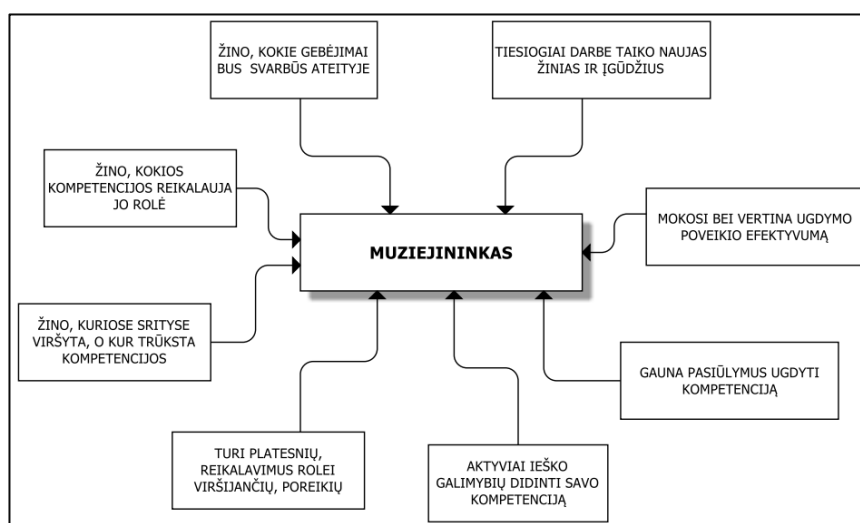 ŽINO, KOKIE GEBĖJIMAI
BUS SVARBŪS ATEITYJE
TIESIOGIAI DARBE TAIKO NAUJAS
ŽINIAS IR ĮGŪDŽIUS
ŽINO, KOKIOS
KOMPETENCIJOS REIKALAUJA
JO ROLĖ
MUZIEJININKAS
MOKOSI BEI VERTINA UGDYMO
POVEIKIO EFEKTYVUMĄ
ŽINO, KURIOSE SRITYSE
VIRŠYTA, O KUR TRŪKSTA
KOMPETENCIJOS
GAUNA PASIŪLYMUS UGDYTI
KOMPETENCIJĄ
TURI PLATESNIŲ,
REIKALAVIMUS ROLEI
VIRŠIJANČIŲ, POREIKIŲ
AKTYVIAI IEŠKO
GALIMYBIŲ DIDINTI SAVO
KOMPETENCIJĄ